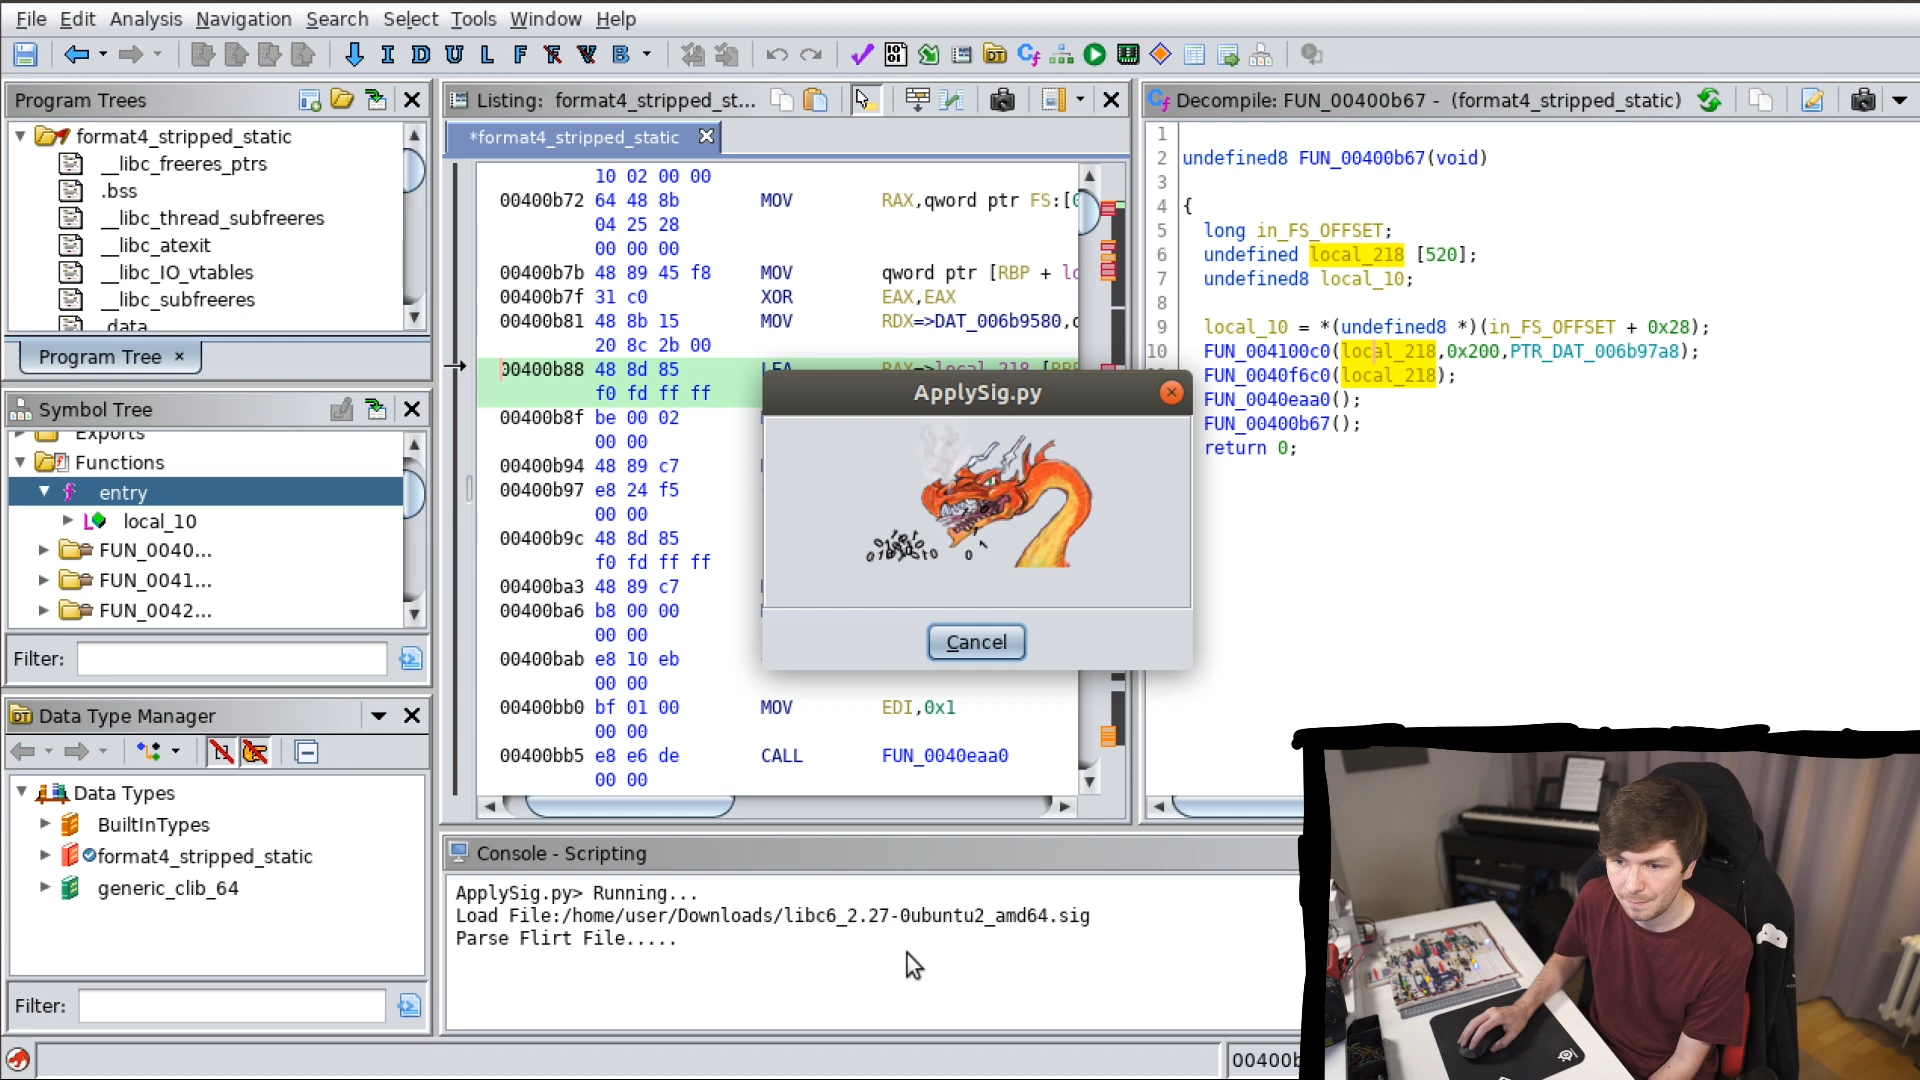 File Edit Analysis Navigation Search Select Tools Window Help
I D U L F B
Program Trees
format4_stripped_static
__libc_freeres_ptrs
.bss
__libc_thread_subfreeres
__libc_atexit
__libc_IO_vtables
__libc_subfreeres
.data
Program Tree ×
Symbol Tree
Exports
Functions
entry
local_10
FUN_0040...
FUN_0041...
FUN_0042...
Filter:
Data Type Manager
Data Types
BuiltInTypes
format4_stripped_static
generic_clib_64
Filter:
Listing: format4_stripped_st...
*format4_stripped_static
10 02 00 00
00400b72 64 48 8b MOV RAX,qword ptr FS:[0
04 25 28
00 00 00
00400b7b 48 89 45 f8 MOV qword ptr [RBP + lo
00400b7f 31 c0 XOR EAX,EAX
00400b81 48 8b 15 MOV RDX=>DAT_006b9580,
20 8c 2b 00
00400b88 48 8d 85 LEA RAX=>local_218,[RBP
f0 fd ff ff
00400b8f be 00 02
00 00
00400b94 48 89 c7
00400b97 e8 24 f5
00 00
00400b9c 48 8d 85
f0 fd ff ff
00400ba3 48 89 c7
00400ba6 b8 00 00
00 00
00400bab e8 10 eb
00 00
00400bb0 bf 01 00 MOV EDI,0x1
00 00
00400bb5 e8 e6 de CALL FUN_0040eaa0
00 00
ApplySig.py
Cancel
Decompile: FUN_00400b67 - (format4_stripped_static)
1
2 undefined8 FUN_00400b67(void)
3
4 {
5 long in_FS_OFFSET;
6 undefined local_218 [520];
7 undefined8 local_10;
8
9 local_10 = *(undefined8 *)(in_FS_OFFSET + 0x28);
10 FUN_004100c0(local_218,0x200,PTR_DAT_006b97a8);
FUN_0040f6c0(local_218);
FUN_0040eaa0();
FUN_00400b67();
return 0;
Console - Scripting
ApplySig.py> Running...
Load File:/home/user/Downloads/libc6_2.27-0ubuntu2_amd64.sig
Parse Flirt File.....
00400b